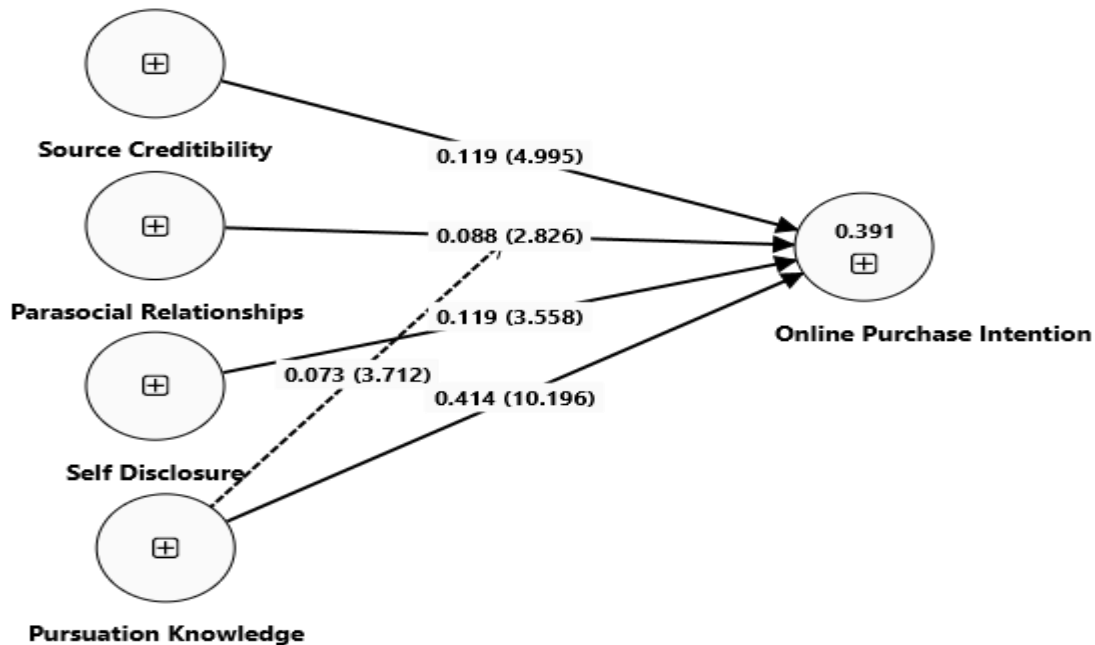 Source Creditibility
0.119 (4.995)
0.088 (2.826)
0.391
Parasocial Relationships
0.119 (3.558)
Online Purchase Intention
0.073 (3.712)
0.414 (10.196)
Self Disclosure
Pursuation Knowledge